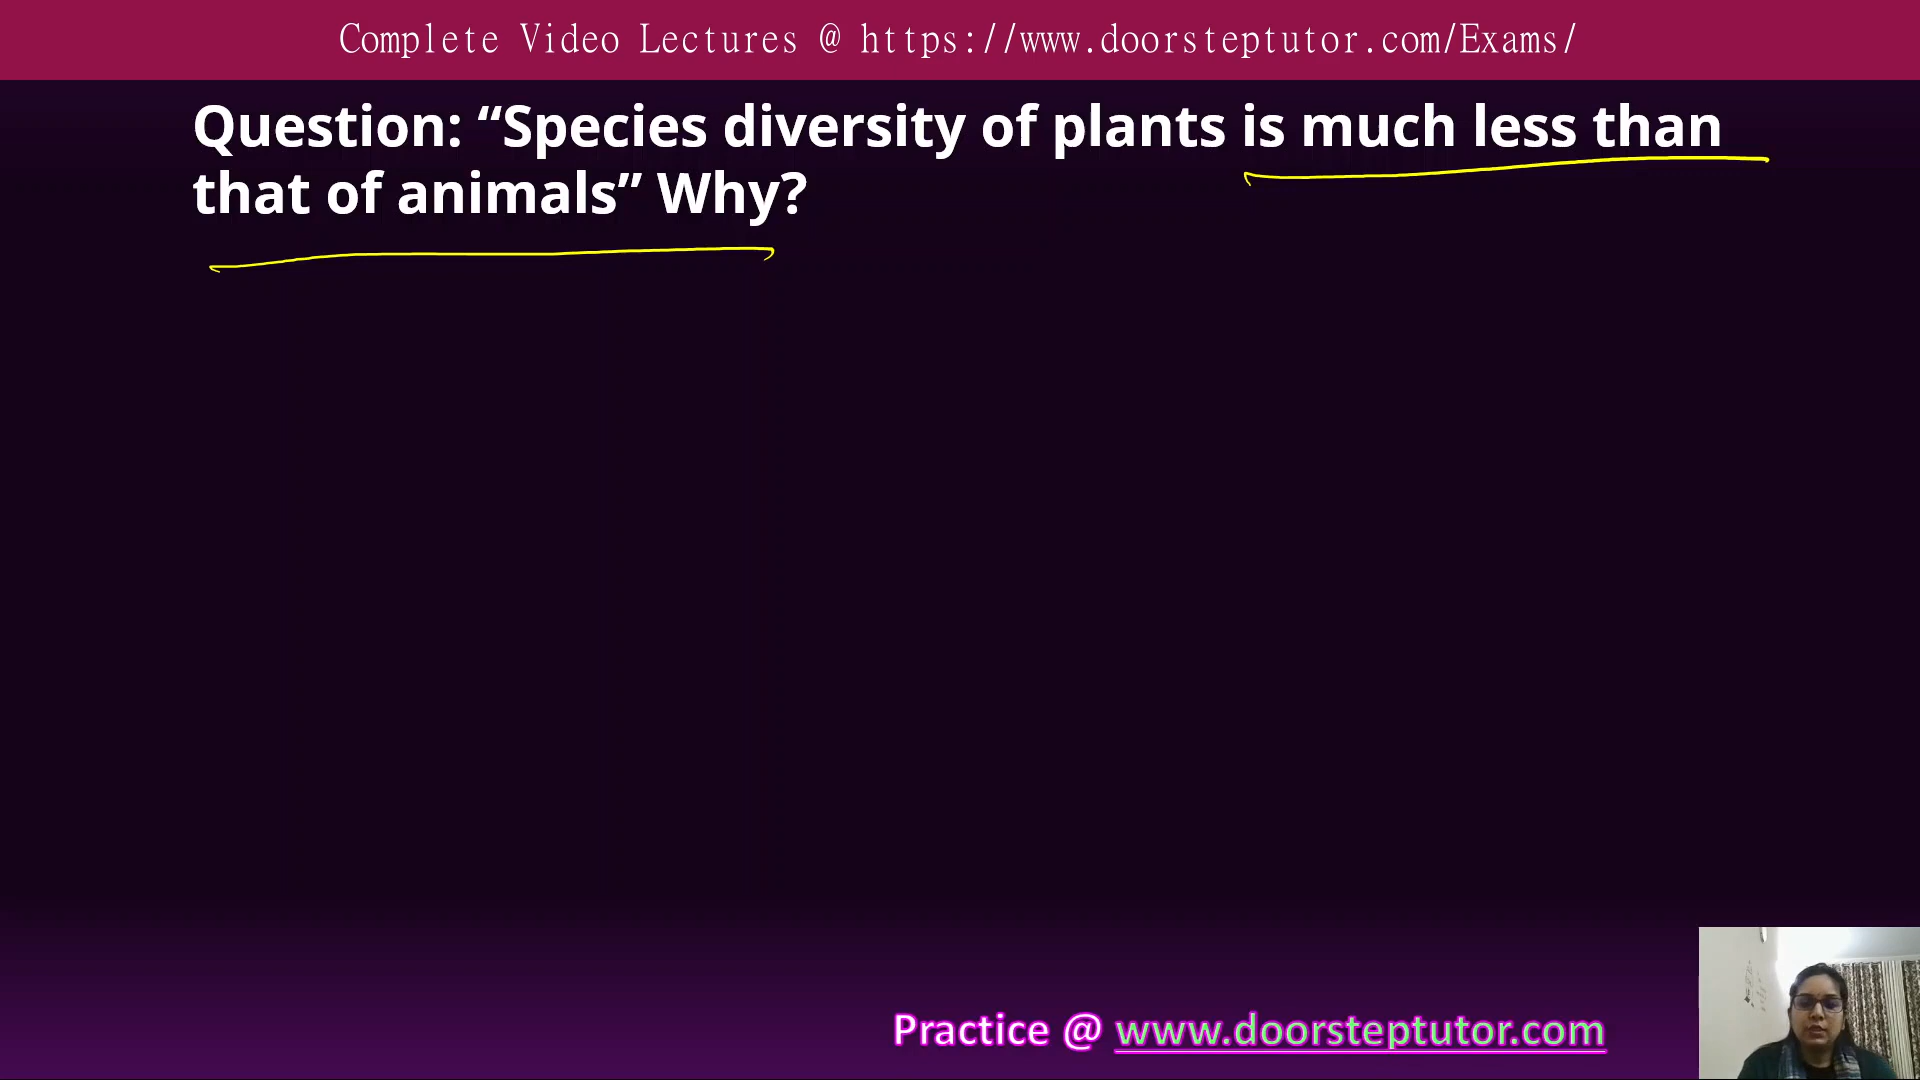 Complete Video Lectures @ https://www.doorsteptutor.com/Exams/
Question: “Species diversity of plants is much less than
that of animals” Why?
Practice @ www.doorsteptutor.com